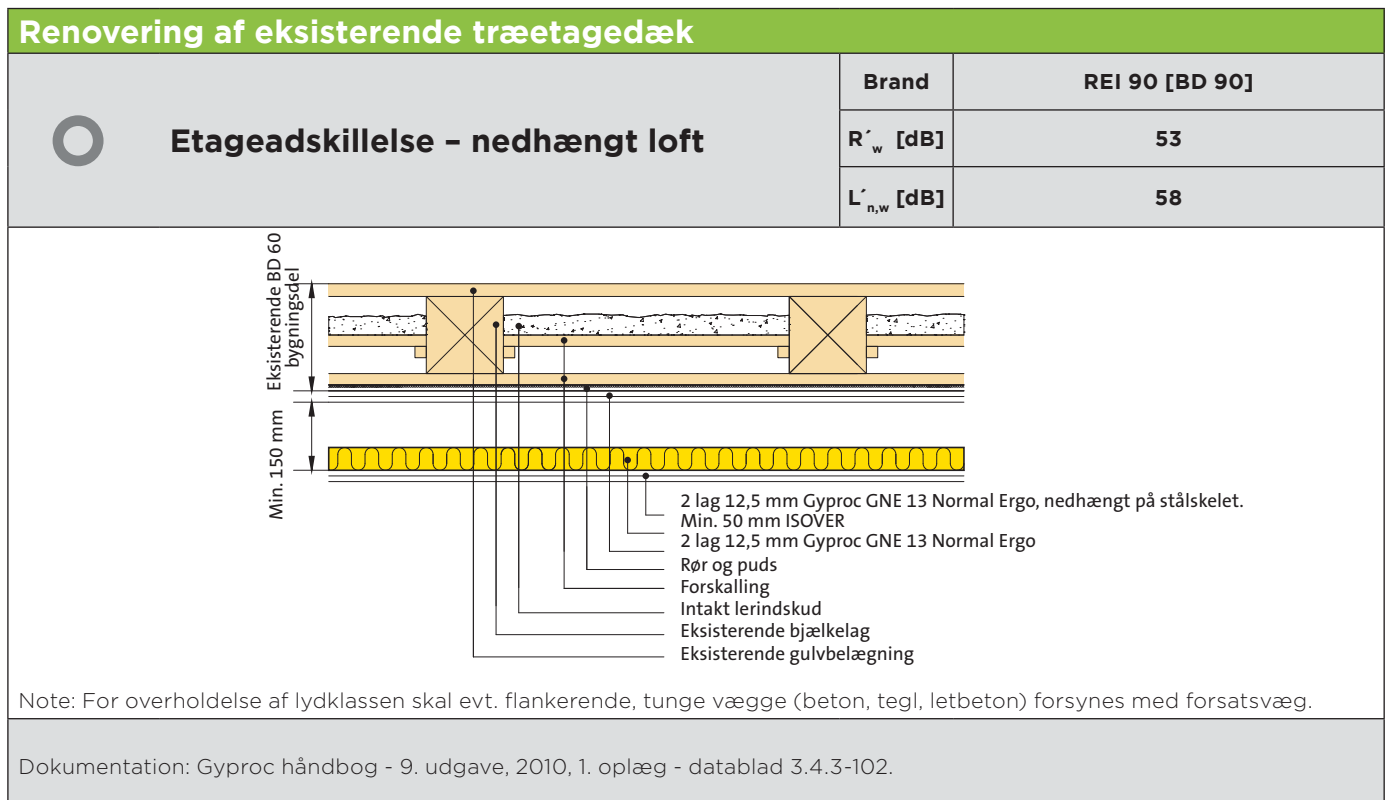 Renovering af eksisterende træetagedæk
Etageadskillelse – nedhængt loft
Brand
REI 90 [BD 90]
R´w [dB]
53
L´n,w [dB]
58
Eksisterende BD 60
bygningsdel
Min. 150 mm
2 lag 12,5 mm Gyproc GNE 13 Normal Ergo, nedhængt på stålskelet.
Min. 50 mm ISOVER
2 lag 12,5 mm Gyproc GNE 13 Normal Ergo
Rør og puds
Forskalling
Intakt lerindskud
Eksisterende bjælkelag
Eksisterende gulvbelægning
Note: For overholdelse af lydklassen skal evt. flankerende, tunge vægge (beton, tegl, letbeton) forsynes med forsatsvæg.
Dokumentation: Gyproc håndbog - 9. udgave, 2010, 1. oplæg - datablad 3.4.3-102.